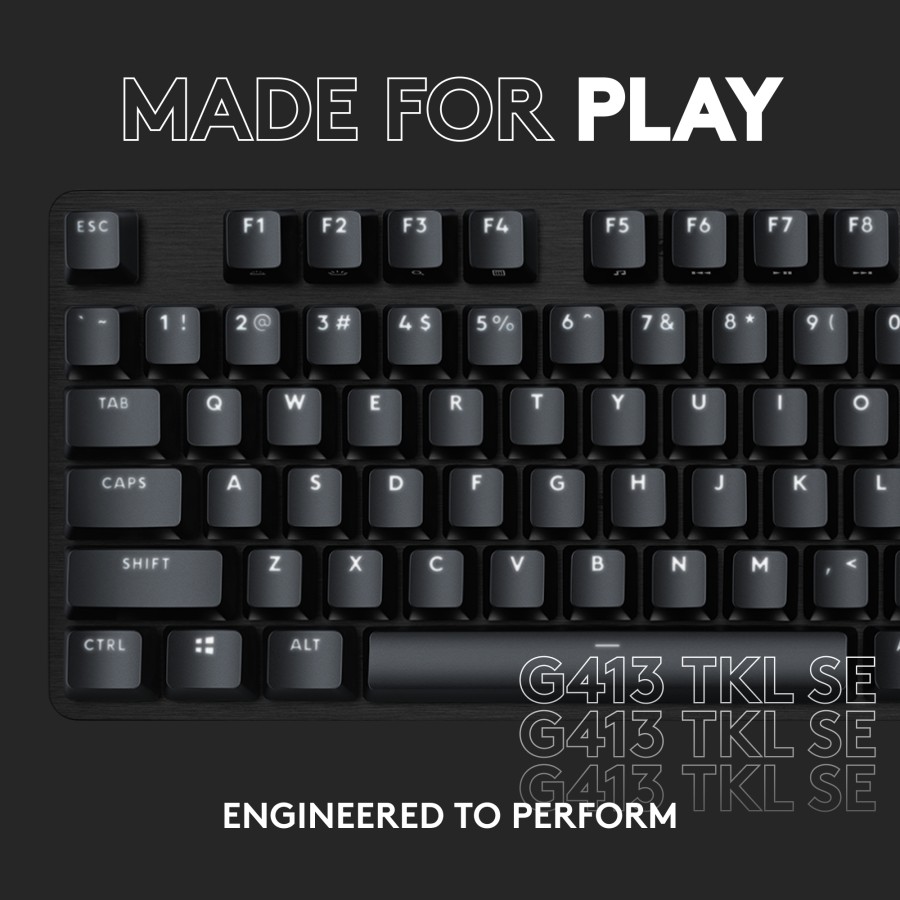 MADE FOR PLAY
ESC F1 F2 F3 F4 F5 F6 F7 F8
` ~ 1 ! 2 @ 3 # 4 $ 5 % 6 ^ 7 & 8 * 9 ( 0
TAB Q W E R T Y U I O
CAPS A S D F G H J K L
SHIFT Z X C V B N M , <
CTRL ALT A
G413 TKL SE
G413 TKL SE
G413 TKL SE
ENGINEERED TO PERFORM